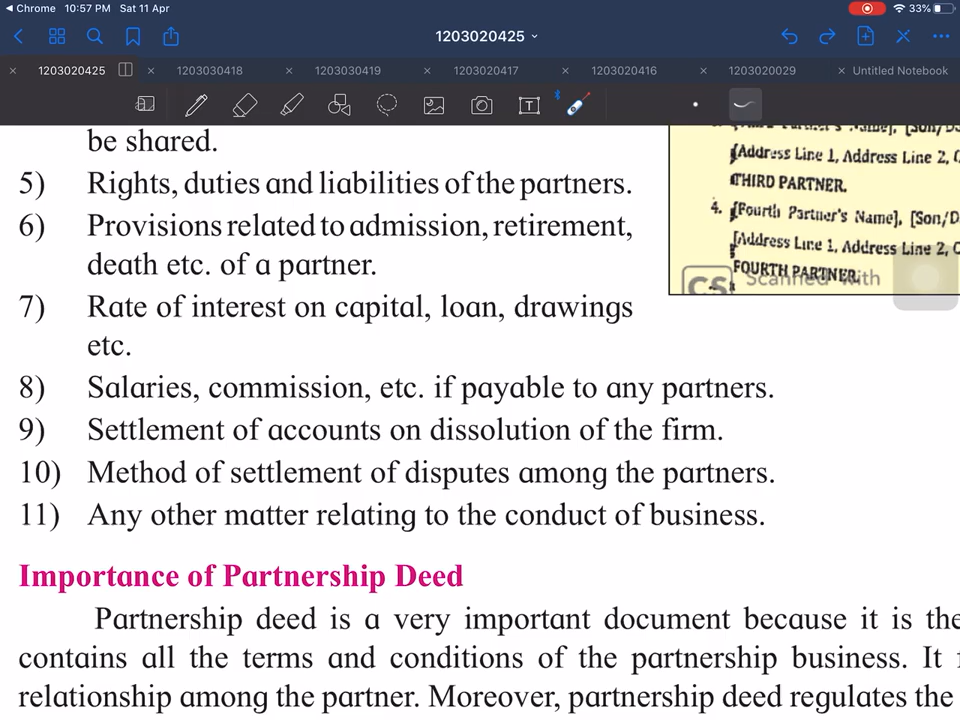 Chrome 10:57 PM Sat 11 Apr 33%
1203020425
1203020425 1203030418 1203030419 1203020417 1203020416 1203020029 Untitled Notebook
be shared.
5) Rights, duties and liabilities of the partners.
6) Provisions related to admission, retirement,
death etc. of a partner.
7) Rate of interest on capital, loan, drawings
etc.
8) Salaries, commission, etc. if payable to any partners.
9) Settlement of accounts on dissolution of the firm.
10) Method of settlement of disputes among the partners.
11) Any other matter relating to the conduct of business.
[Address Line 1, Address Line 2,
THIRD PARTNER.
4. [Fourth Partner's Name], [Son/D
[Address Line 1, Address Line 2,
FOURTH PARTNER.
CS Scanned with
Importance of Partnership Deed
Partnership deed is a very important document because it is the
contains all the terms and conditions of the partnership business. It
relationship among the partner. Moreover, partnership deed regulates the